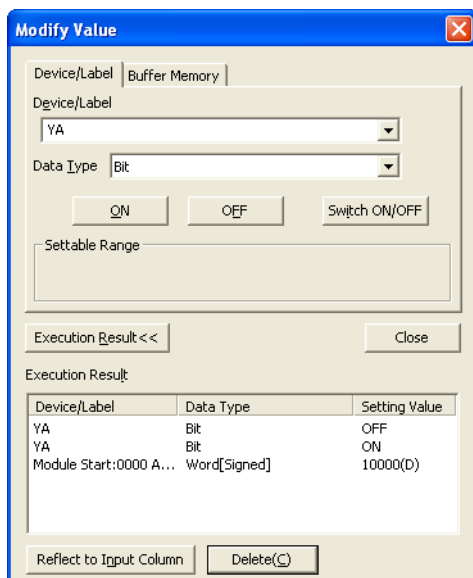 Modify Value
Device/Label Buffer Memory
Device/Label
YA
Data Type Bit
ON OFF Switch ON/OFF
Settable Range
Execution Result<< Close
Execution Result
Device/Label Data Type Setting Value
YA Bit OFF
YA Bit ON
Module Start:0000 A... Word[Signed] 10000(D)
Reflect to Input Column Delete(C)